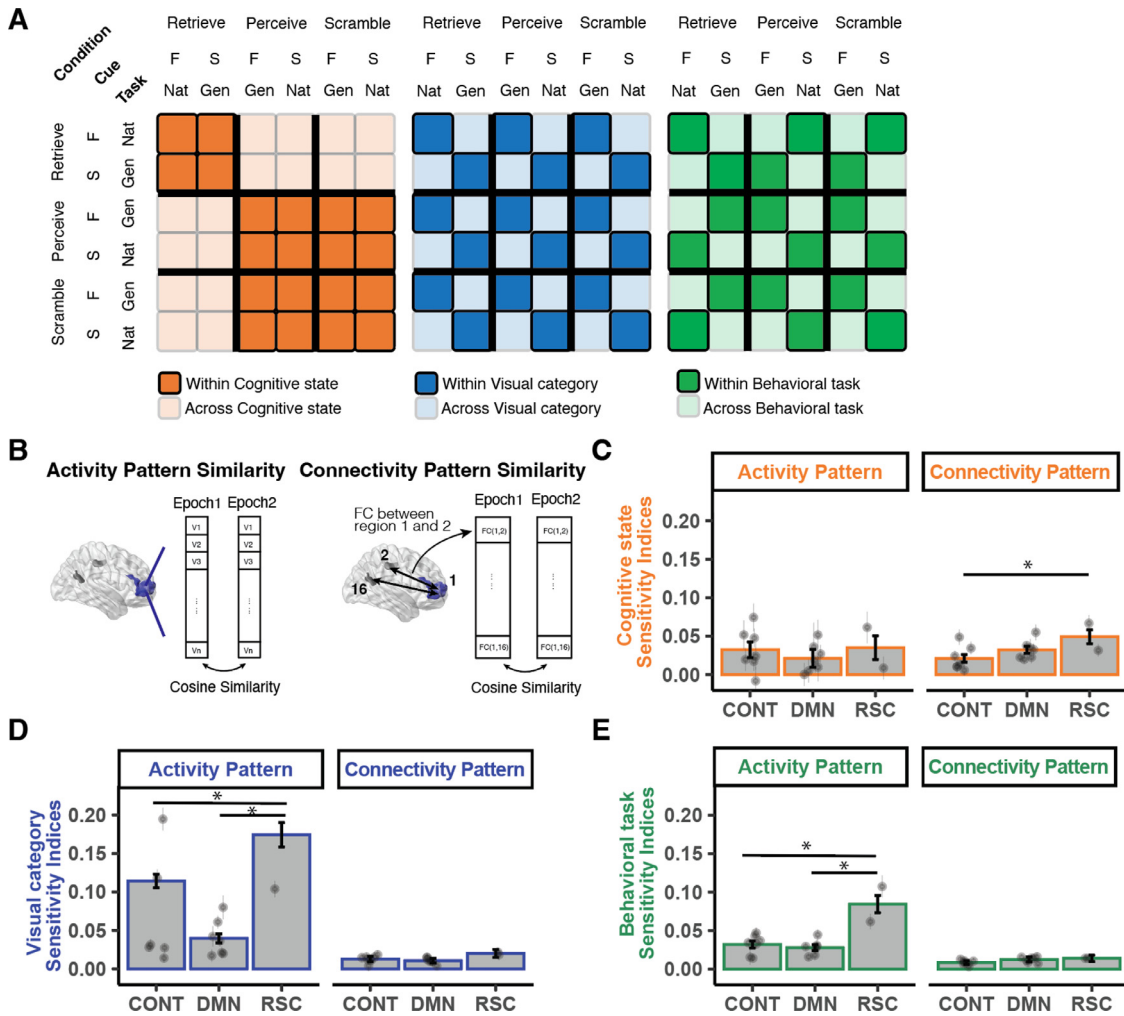 A
Retrieve Perceive Scramble Retrieve Perceive Scramble Retrieve Perceive Scramble
Condition
Cue
Task
F S F S F S F S F S F S F S F S F S
Nat Gen Gen Nat Gen Nat Nat Gen Gen Nat Gen Nat Nat Gen Gen Nat Gen Nat
Retrieve F Nat
S Gen
Perceive F Gen
S Nat
Scramble F Gen
S Nat
Within Cognitive state
Across Cognitive state
Within Visual category
Across Visual category
Within Behavioral task
Across Behavioral task
B
Activity Pattern Similarity
Epoch1 Epoch2
V1 V1
V2 V2
V3 V3
Vn Vn
Cosine Similarity
Connectivity Pattern Similarity
FC between
region 1 and 2
Epoch1 Epoch2
FC(1,2) FC(1,2)
2
1
16
FC(1,16) FC(1,16)
Cosine Similarity
C
Activity Pattern Connectivity Pattern
Cognitive state
Sensitivity Indices
0.20
0.15
0.10
0.05
0.00
*
CONT DMN RSC CONT DMN RSC
D
Activity Pattern Connectivity Pattern
Visual category
Sensitivity Indices
0.20
0.15
0.10
0.05
0.00
*
*
CONT DMN RSC CONT DMN RSC
E
Activity Pattern Connectivity Pattern
Behavioral task
Sensitivity Indices
0.20
0.15
0.10
0.05
0.00
*
*
CONT DMN RSC CONT DMN RSC